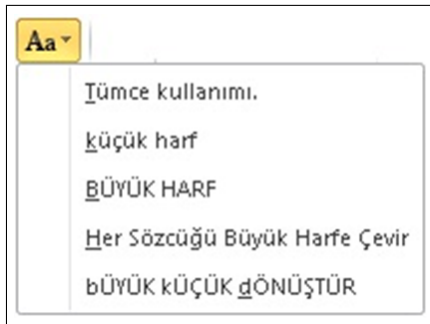 Aa
Tümce kullanımı.
küçük harf
BÜYÜK HARF
Her Sözcüğü Büyük Harfe Çevir
bÜYÜK kÜÇÜK dÖNÜŞTÜR